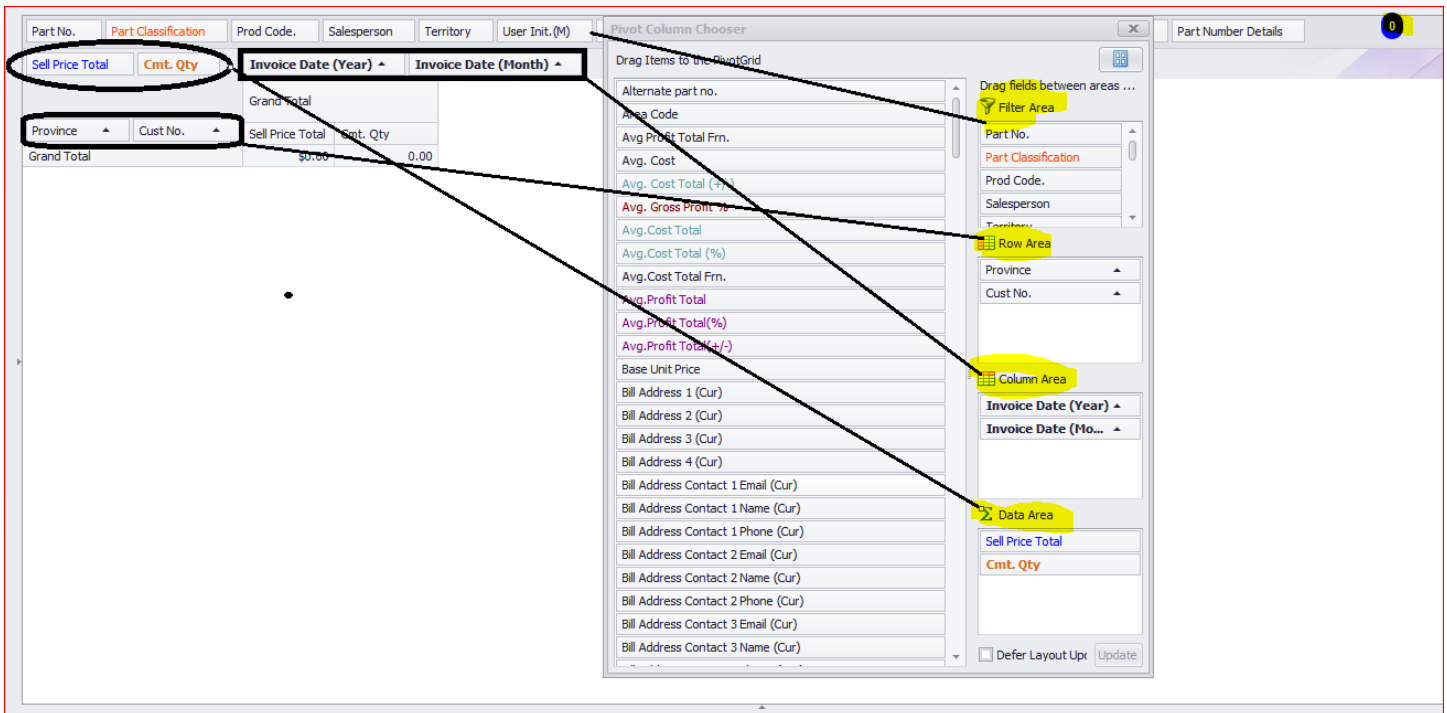 Part No. Part Classification Prod Code. Salesperson Territory User Init.(M) Part Number Details 0
Sell Price Total Cmt. Qty Invoice Date (Year) Invoice Date (Month)
Grand Total
Province Cust No. Sell Price Total Cmt. Qty
Grand Total $0.00 0.00
Pivot Column Chooser
Drag Items to the PivotGrid
Alternate part no.
Area Code
Avg Profit Total Frn.
Avg. Cost
Avg. Cost Total (+/-)
Avg. Gross Profit %
Avg.Cost Total
Avg.Cost Total (%)
Avg.Cost Total Frn.
Avg.Profit Total
Avg.Profit Total(%)
Avg.Profit Total(+/-)
Base Unit Price
Bill Address 1 (Cur)
Bill Address 2 (Cur)
Bill Address 3 (Cur)
Bill Address 4 (Cur)
Bill Address Contact 1 Email (Cur)
Bill Address Contact 1 Name (Cur)
Bill Address Contact 1 Phone (Cur)
Bill Address Contact 2 Email (Cur)
Bill Address Contact 2 Name (Cur)
Bill Address Contact 2 Phone (Cur)
Bill Address Contact 3 Email (Cur)
Bill Address Contact 3 Name (Cur)
Drag fields between areas ...
Filter Area
Part No.
Part Classification
Prod Code.
Salesperson
Territory
Row Area
Province
Cust No.
Column Area
Invoice Date (Year)
Invoice Date (Mo...
Data Area
Sell Price Total
Cmt. Qty
Defer Layout Upd Update